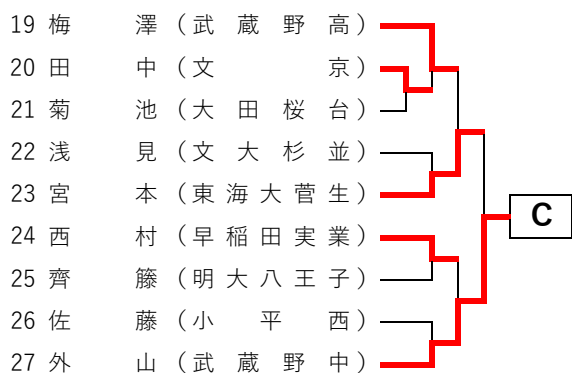 19 梅澤（武蔵野高）
20 田中（文京）
21 菊池（大田桜台）
22 浅見（文大杉並）
23 宮本（東海大菅生）
24 西村（早稲田実業）
25 齊籐（明大八王子）
26 佐藤（小平西）
27 外山（武蔵野中）
C